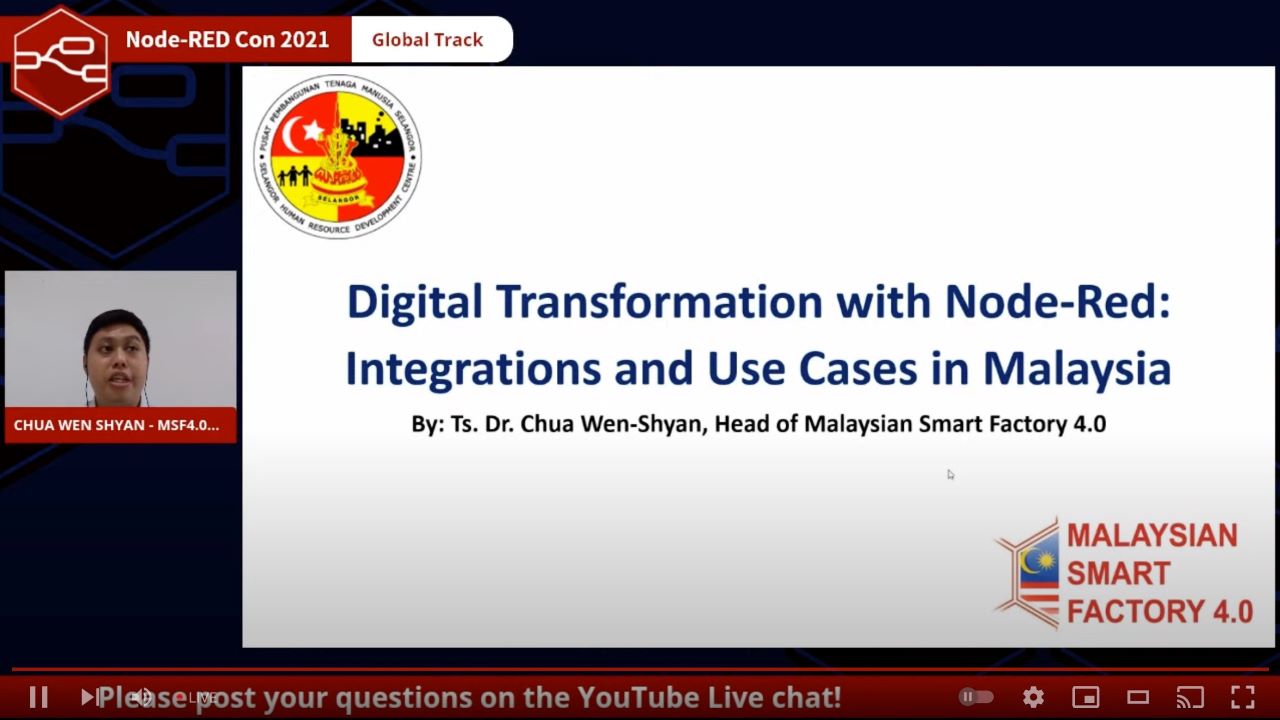 Node-RED Con 2021
Global Track
PUSAT PEMBANGUNAN TENAGA MANUSIA SELANGOR
SELANGOR
SELANGOR HUMAN RESOURCE DEVELOPMENT CENTRE
Digital Transformation with Node-Red:
Integrations and Use Cases in Malaysia
By: Ts. Dr. Chua Wen-Shyan, Head of Malaysian Smart Factory 4.0
CHUA WEN SHYAN - MSF4.0...
MALAYSIAN
SMART
FACTORY 4.0
LIVE
Please post your questions on the YouTube Live chat!